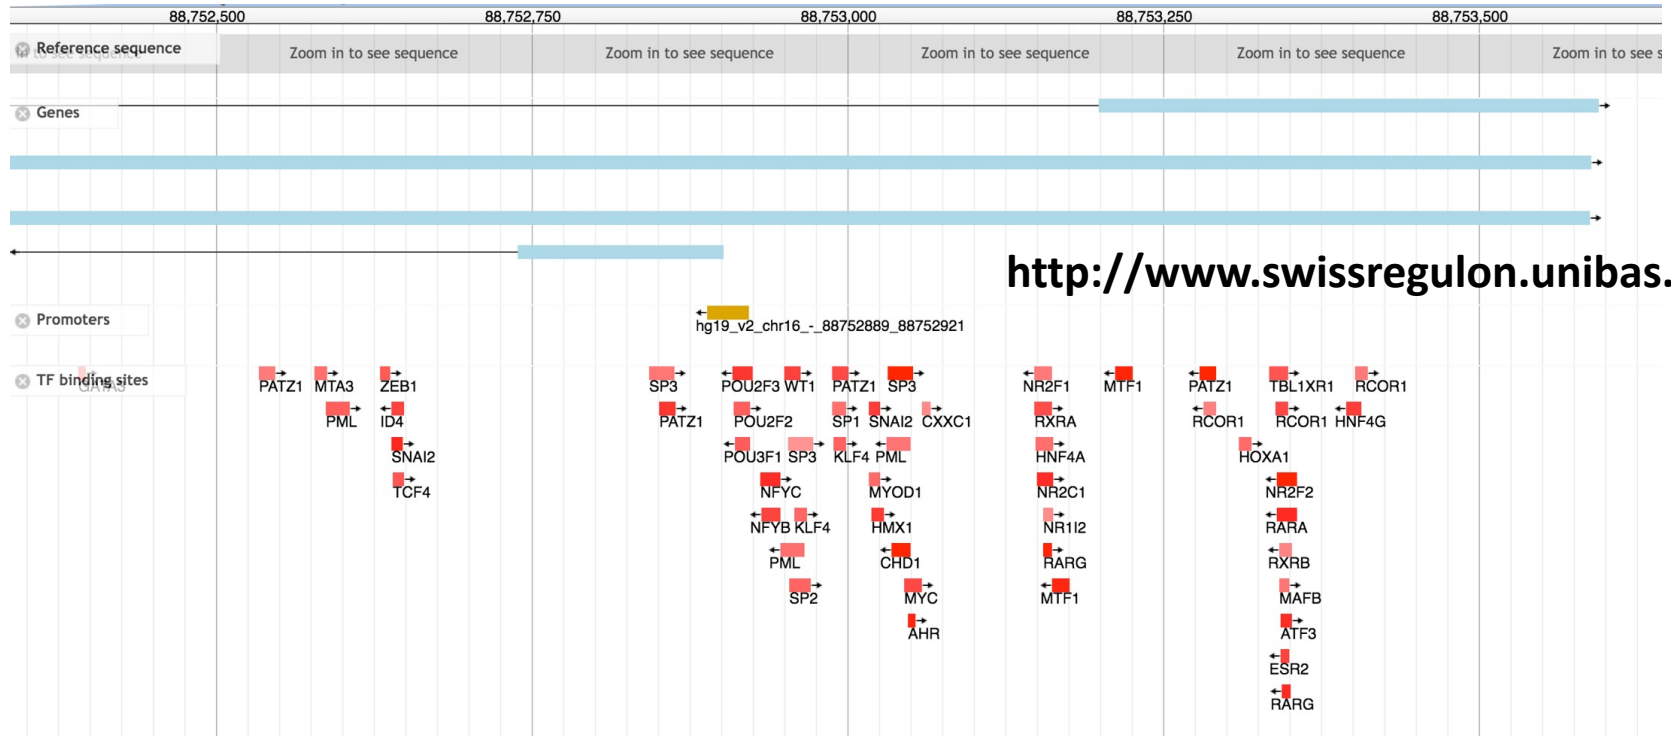 88,752,500 88,752,750 88,753,000 88,753,250 88,753,500
Reference sequence Zoom in to see sequence Zoom in to see sequence Zoom in to see sequence Zoom in to see sequence Zoom in to see s
Genes
http://www.swissregulon.unibas.
Promoters
hg19_v2_chr16_-_88752889_88752921
TF binding sites
GATA3 PATZ1 MTA3 ZEB1 SP3 POU2F3 WT1 PATZ1 SP3 NR2F1 MTF1 PATZ1 TBL1XR1 RCOR1
PML ID4 PATZ1 POU2F2 SP1 SNAI2 CXXC1 RXRA RCOR1 RCOR1 HNF4G
SNAI2 POU3F1 SP3 KLF4 PML HNF4A HOXA1
TCF4 NFYC MYOD1 NR2C1 NR2F2
NFYB KLF4 HMX1 NR1I2 RARA
PML CHD1 RARG RXRB
SP2 MYC MTF1 MAFB
AHR ATF3
ESR2
RARG